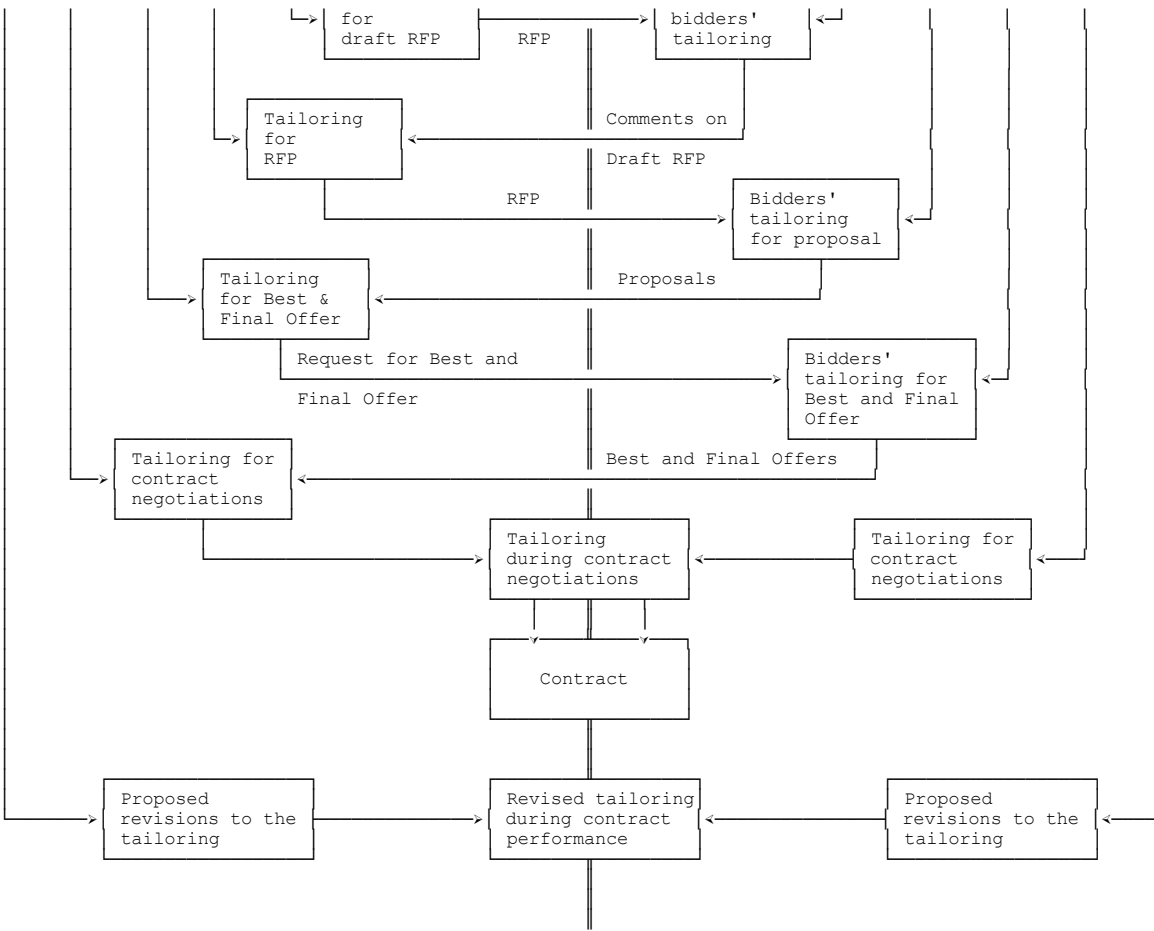 for
draft RFP
RFP
bidders'
tailoring
Tailoring
for
RFP
Comments on
Draft RFP
RFP
Bidders'
tailoring
for proposal
Tailoring
for Best &
Final Offer
Proposals
Request for Best and
Final Offer
Bidders'
tailoring for
Best and Final
Offer
Tailoring for
contract
negotiations
Best and Final Offers
Tailoring
during contract
negotiations
Tailoring for
contract
negotiations
Contract
Proposed
revisions to the
tailoring
Revised tailoring
during contract
performance
Proposed
revisions to the
tailoring